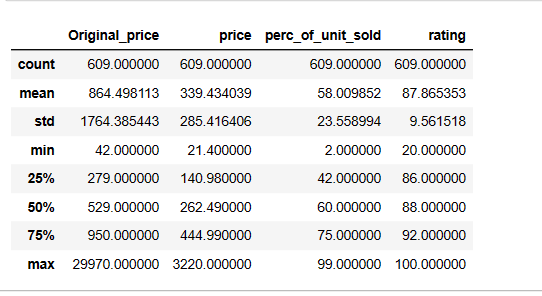 Original_price price perc_of_unit_sold rating
count 609.000000 609.000000 609.000000 609.000000
mean 864.498113 339.434039 58.009852 87.865353
std 1764.385443 285.416406 23.558994 9.561518
min 42.000000 21.400000 2.000000 20.000000
25% 279.000000 140.980000 42.000000 86.000000
50% 529.000000 262.490000 60.000000 88.000000
75% 950.000000 444.990000 75.000000 92.000000
max 29970.000000 3220.000000 99.000000 100.000000